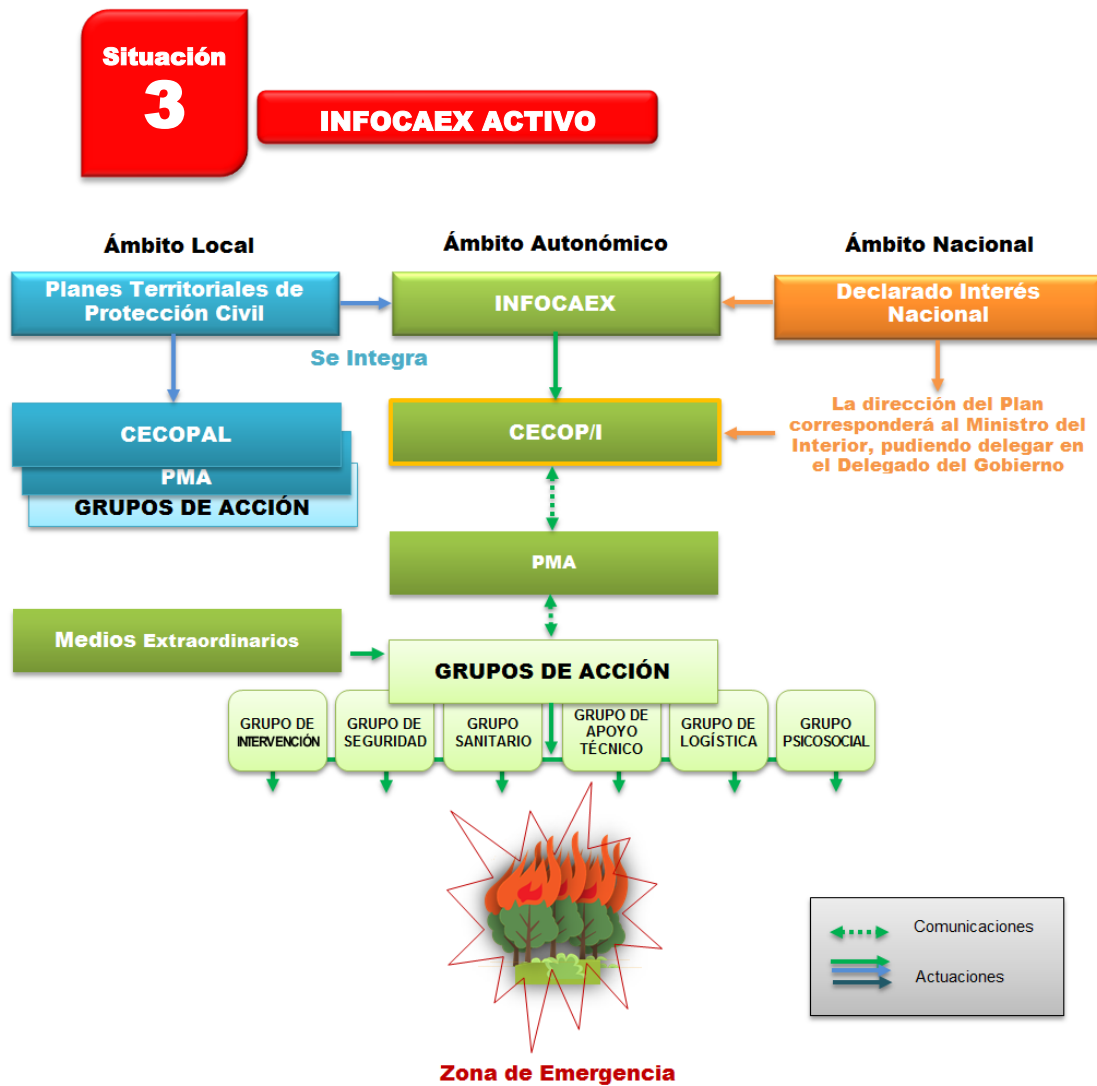 Situación
3
INFOCAEX ACTIVO
Ámbito Local
Ámbito Autonómico
Ámbito Nacional
Planes Territoriales de
Protección Civil
INFOCAEX
Declarado Interés
Nacional
Se Integra
CECOPAL
PMA
GRUPOS DE ACCIÓN
CECOP/I
La dirección del Plan
corresponderá al Ministro del
Interior, pudiendo delegar en
el Delegado del Gobierno
PMA
Medios Extraordinarios
GRUPOS DE ACCIÓN
GRUPO DE
INTERVENCIÓN
GRUPO DE
SEGURIDAD
GRUPO
SANITARIO
GRUPO DE
APOYO
TÉCNICO
GRUPO DE
LOGÍSTICA
GRUPO
PSICOSOCIAL
Comunicaciones
Actuaciones
Zona de Emergencia